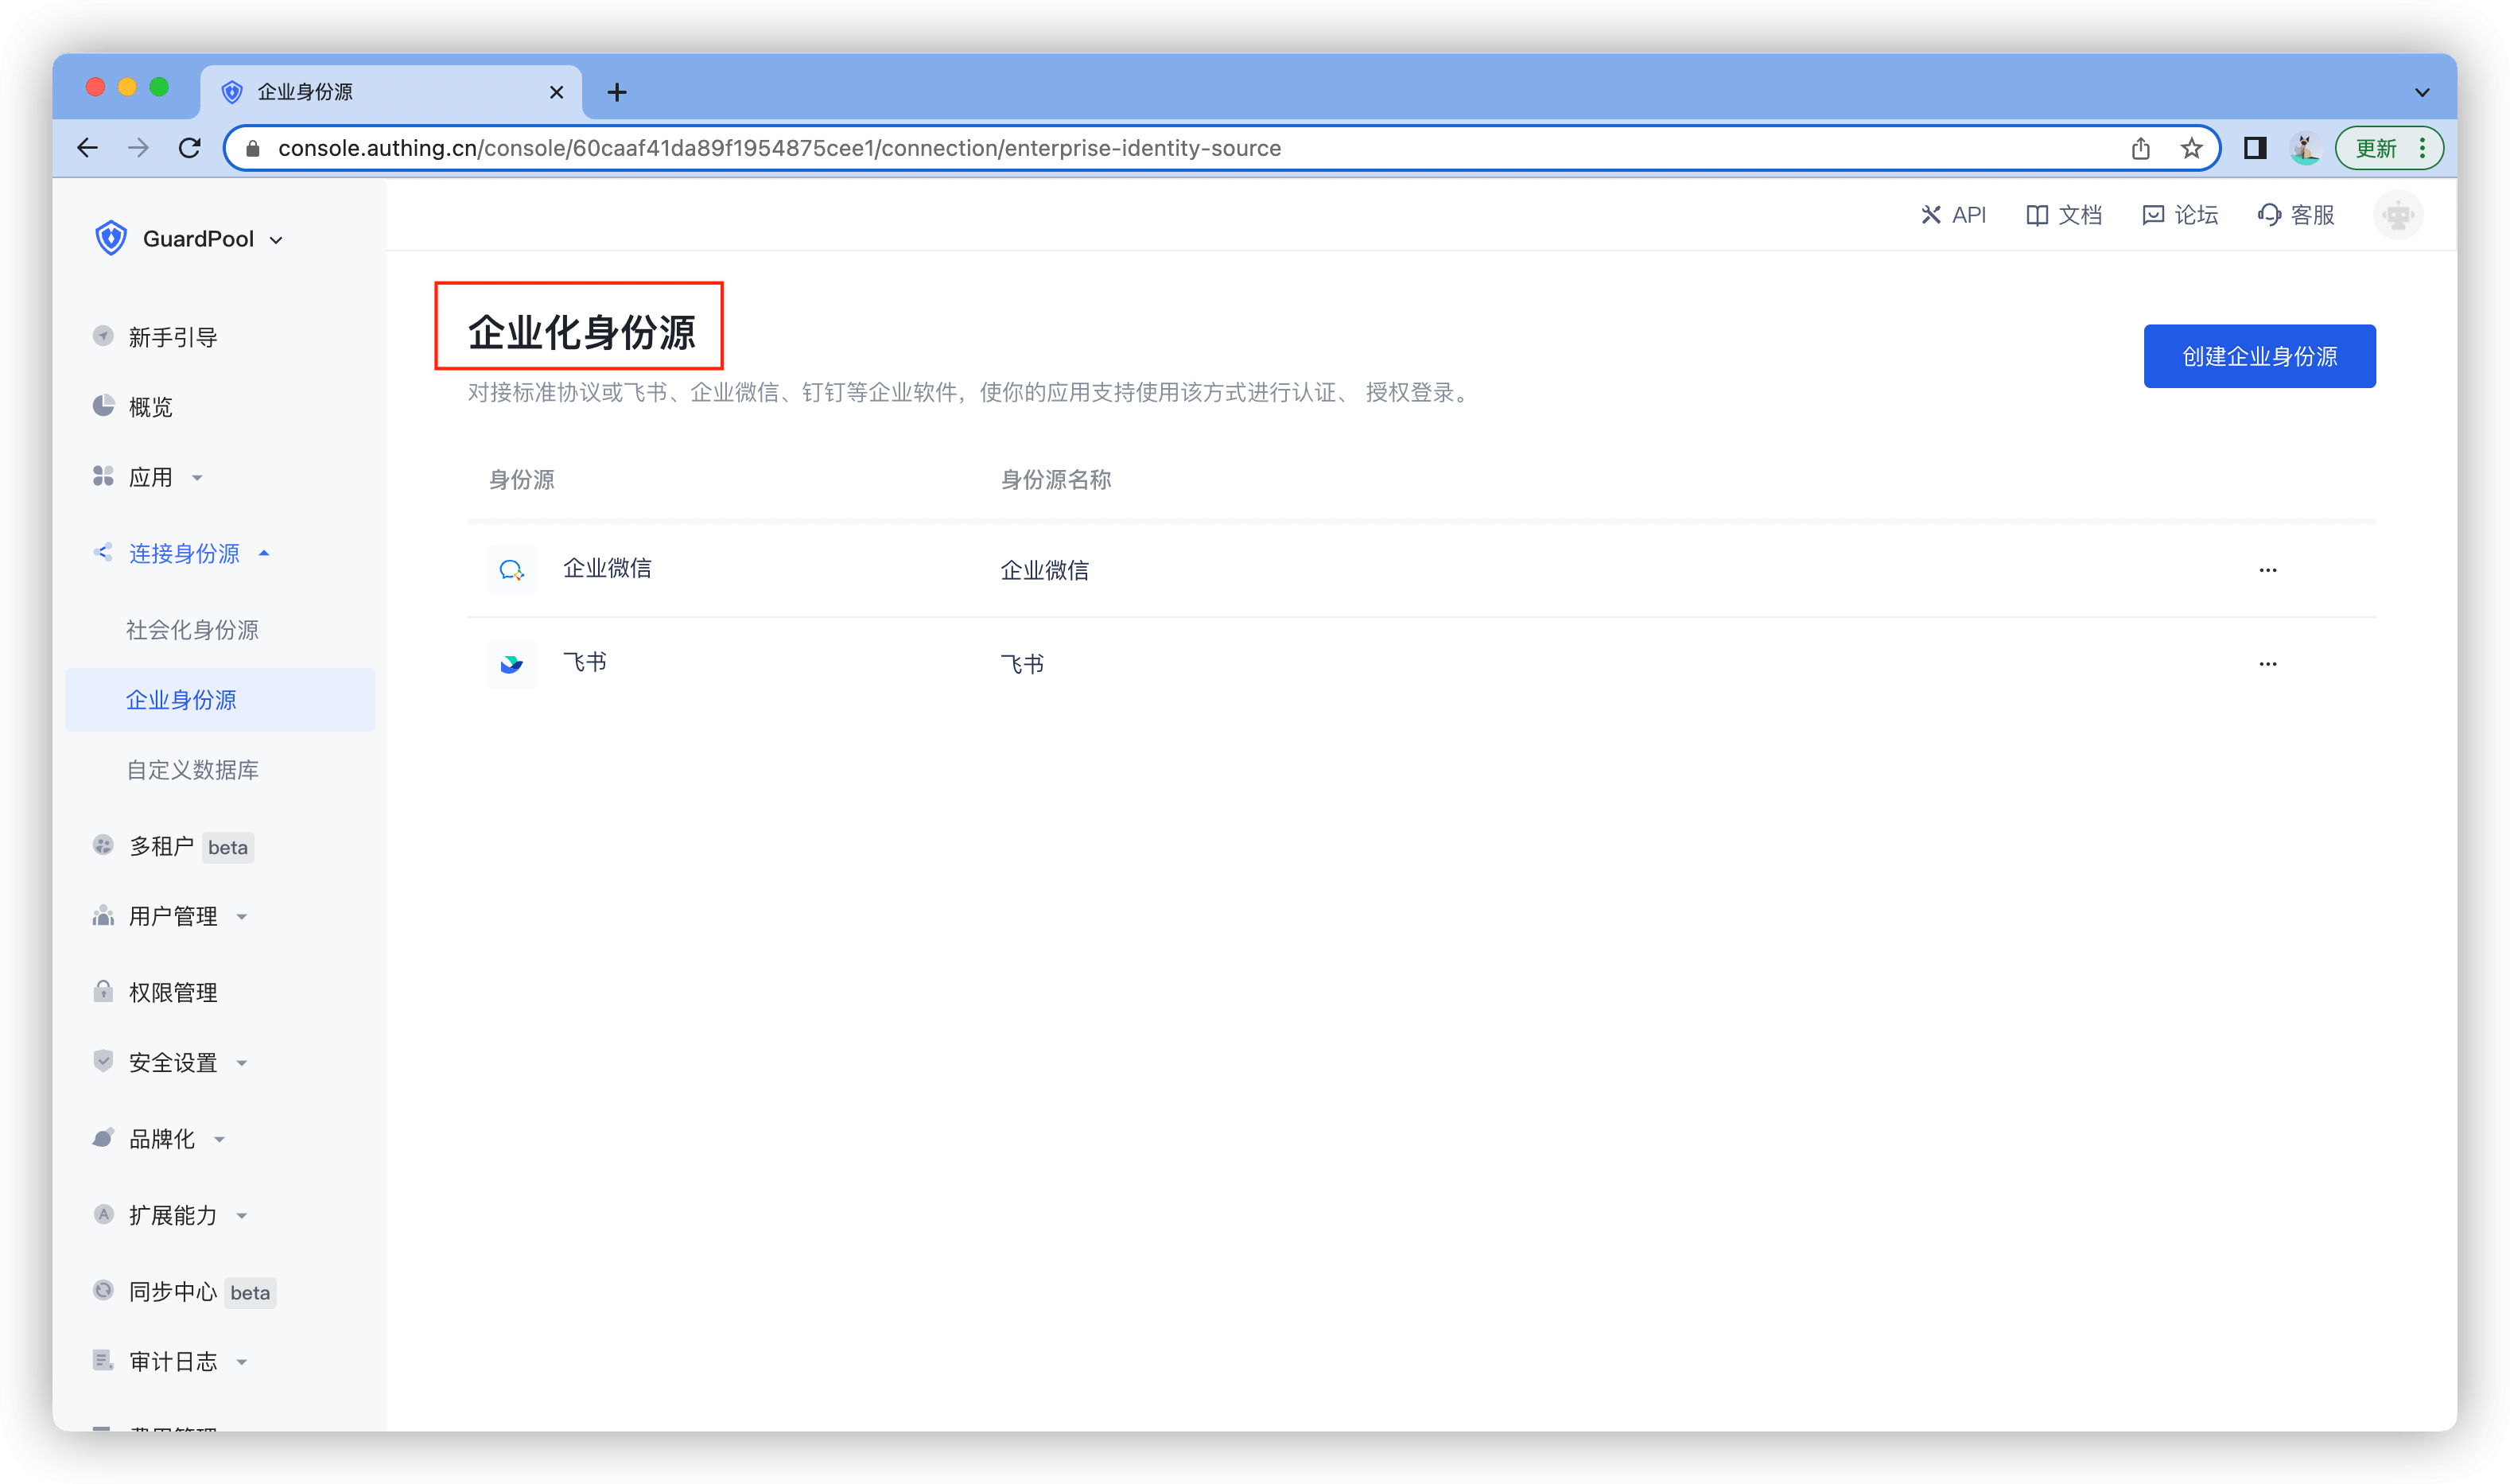 企业身份源
console.authing.cn/console/60caaf41da89f1954875cee1/connection/enterprise-identity-source
更新
GuardPool
API 文档 论坛 客服
新手引导
概览
应用
连接身份源
社会化身份源
企业身份源
自定义数据库
多租户 beta
用户管理
权限管理
安全设置
品牌化
扩展能力
同步中心 beta
审计日志
费用管理
企业化身份源
创建企业身份源
对接标准协议或飞书、企业微信、钉钉等企业软件，使你的应用支持使用该方式进行认证、 授权登录。
身份源 身份源名称
企业微信 企业微信
飞书 飞书